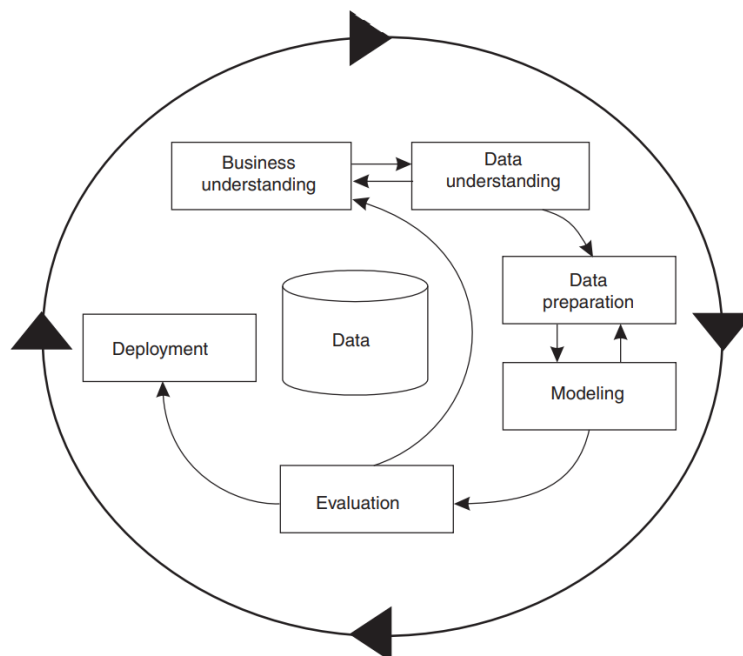 Business
understanding
Data
understanding
Data
preparation
Deployment
Data
Modeling
Evaluation